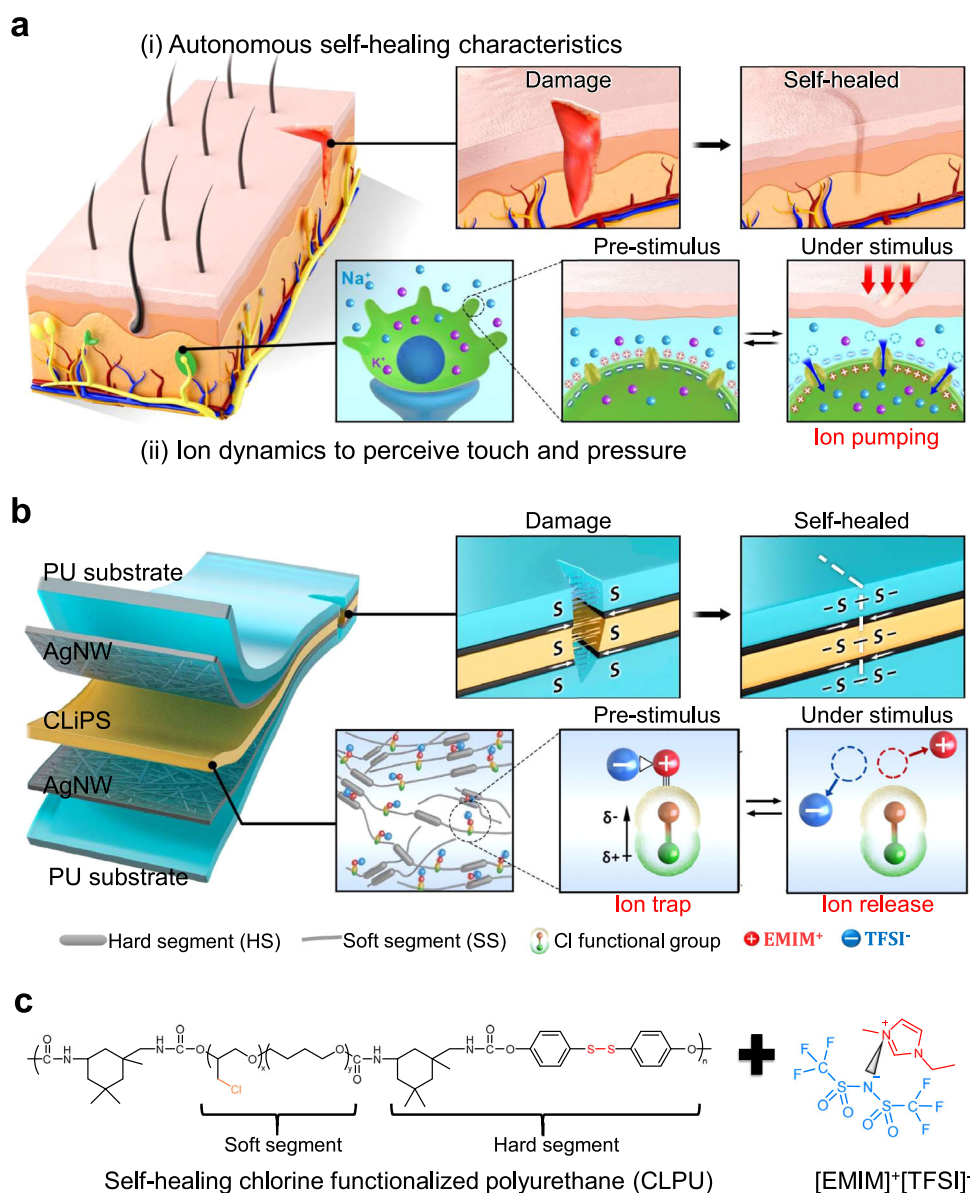 a
(i) Autonomous self-healing characteristics
Damage
Self-healed
Pre-stimulus
Under stimulus
Na⁺
K⁺
Ion pumping
(ii) Ion dynamics to perceive touch and pressure
b
Damage
Self-healed
PU substrate
AgNW
CLiPS
AgNW
PU substrate
S S
S S
S S
-S-S-
-S-S-
-S-S-
Pre-stimulus
Under stimulus
δ-
δ+
Ion trap
Ion release
Hard segment (HS)
Soft segment (SS)
Cl functional group
EMIM⁺
TFSI⁻
c
O
N
H
N
H
O
O
O
x
Cl
O
y
O
N
H
N
H
O
O
S-S
O
n
+
N
N
F
F
F
C
S
O
O
N
-
S
O
O
C
F
F
F
Soft segment
Hard segment
Self-healing chlorine functionalized polyurethane (CLPU)
[EMIM]⁺[TFSI]⁻